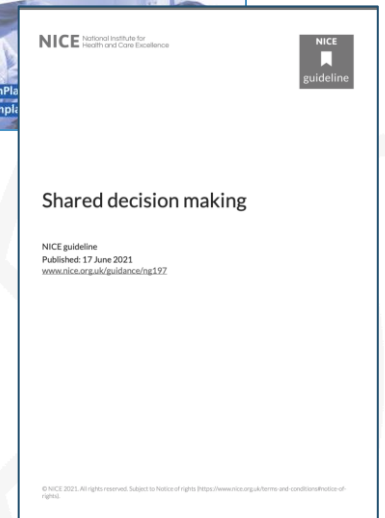 NICE National Institute for
Health and Care Excellence
NICE
guideline
nPla
npla
Shared decision making
NICE guideline
Published: 17 June 2021
www.nice.org.uk/guidance/ng197
© NICE 2021. All rights reserved. Subject to Notice of rights (https://www.nice.org.uk/terms-and-conditions#notice-of-
rights).